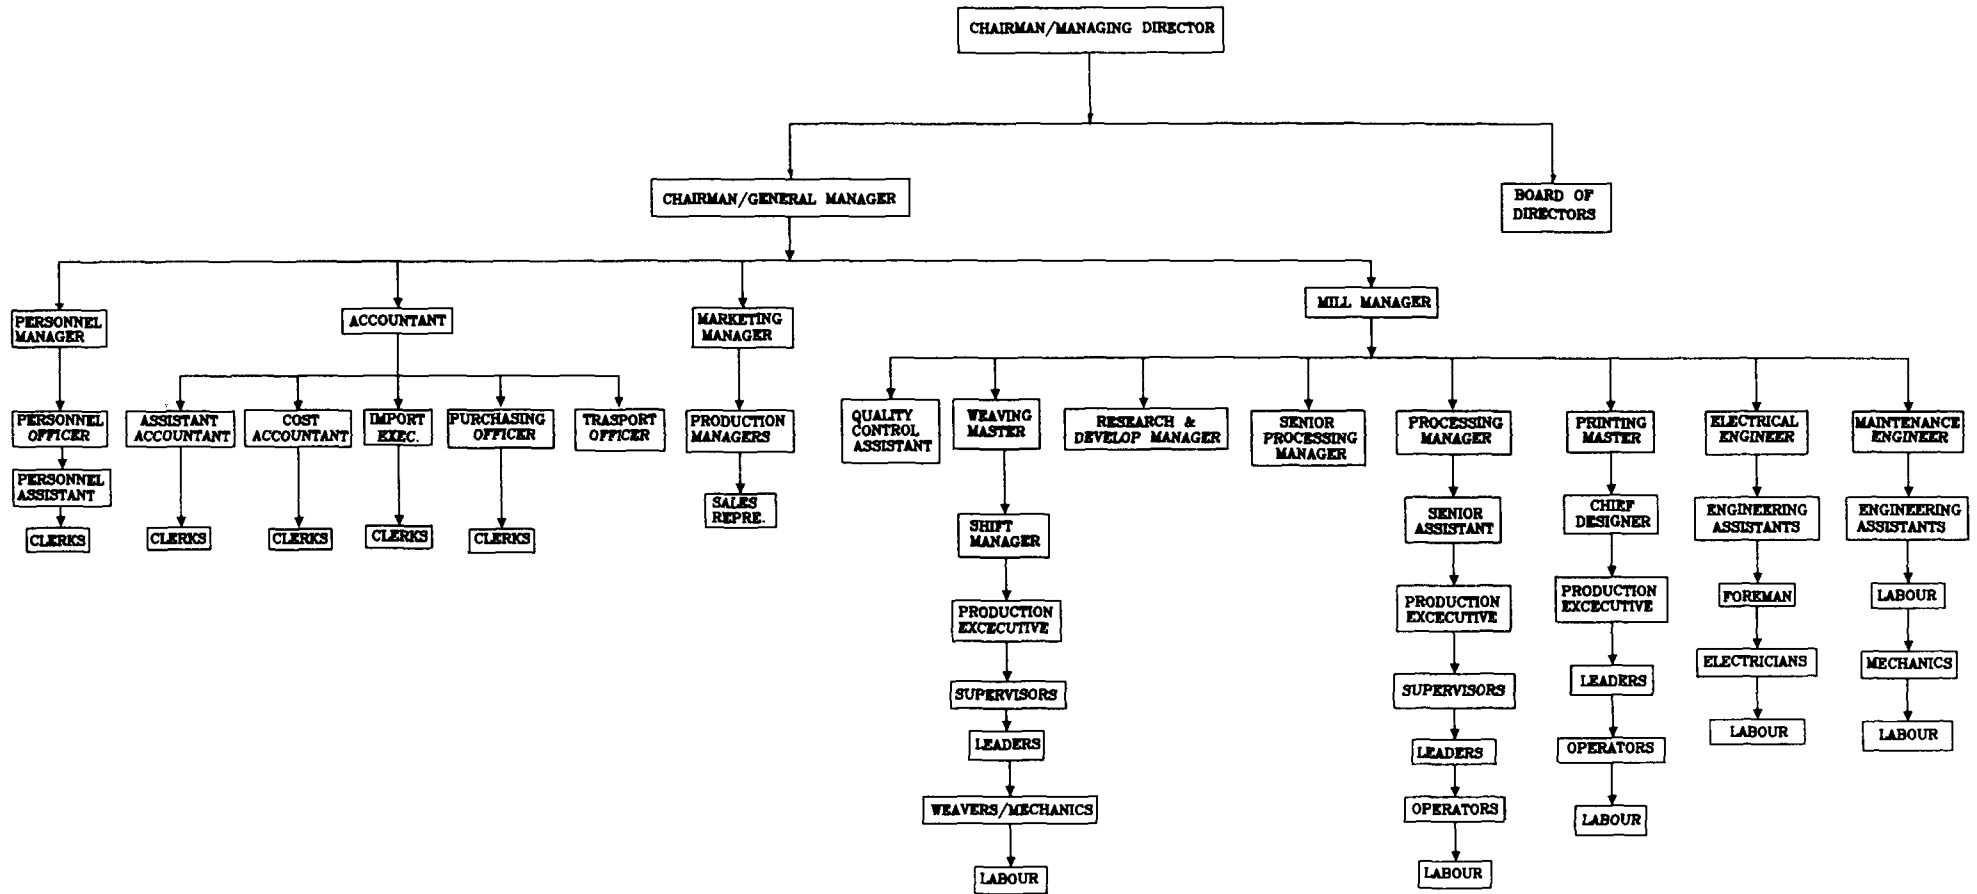 CHAIRMAN/MANAGING DIRECTOR
CHAIRMAN/GENERAL MANAGER
BOARD OF
DIRECTORS
PERSONNEL
MANAGER
ACCOUNTANT
MARKETING
MANAGER
MILL MANAGER
PERSONNEL
OFFICER
ASSISTANT
ACCOUNTANT
COST
ACCOUNTANT
IMPORT
EXEC.
PURCHASING
OFFICER
TRASPORT
OFFICER
PRODUCTION
MANAGERS
QUALITY
CONTROL
ASSISTANT
WEAVING
MASTER
RESEARCH &
DEVELOP MANAGER
SENIOR
PROCESSING
MANAGER
PROCESSING
MANAGER
PRINTING
MASTER
ELECTRICAL
ENGINEER
MAINTENANCE
ENGINEER
PERSONNEL
ASSISTANT
CLERKS
CLERKS
CLERKS
CLERKS
CLERKS
SALES
REPRE.
SHIFT
MANAGER
SENIOR
ASSISTANT
CHIEF
DESIGNER
ENGINEERING
ASSISTANTS
ENGINEERING
ASSISTANTS
PRODUCTION
EXCECUTIVE
PRODUCTION
EXCECUTIVE
PRODUCTION
EXCECUTIVE
FOREMAN
LABOUR
SUPERVISORS
SUPERVISORS
LEADERS
ELECTRICIANS
MECHANICS
LEADERS
LEADERS
OPERATORS
LABOUR
LABOUR
WEAVERS/MECHANICS
OPERATORS
LABOUR
LABOUR
LABOUR